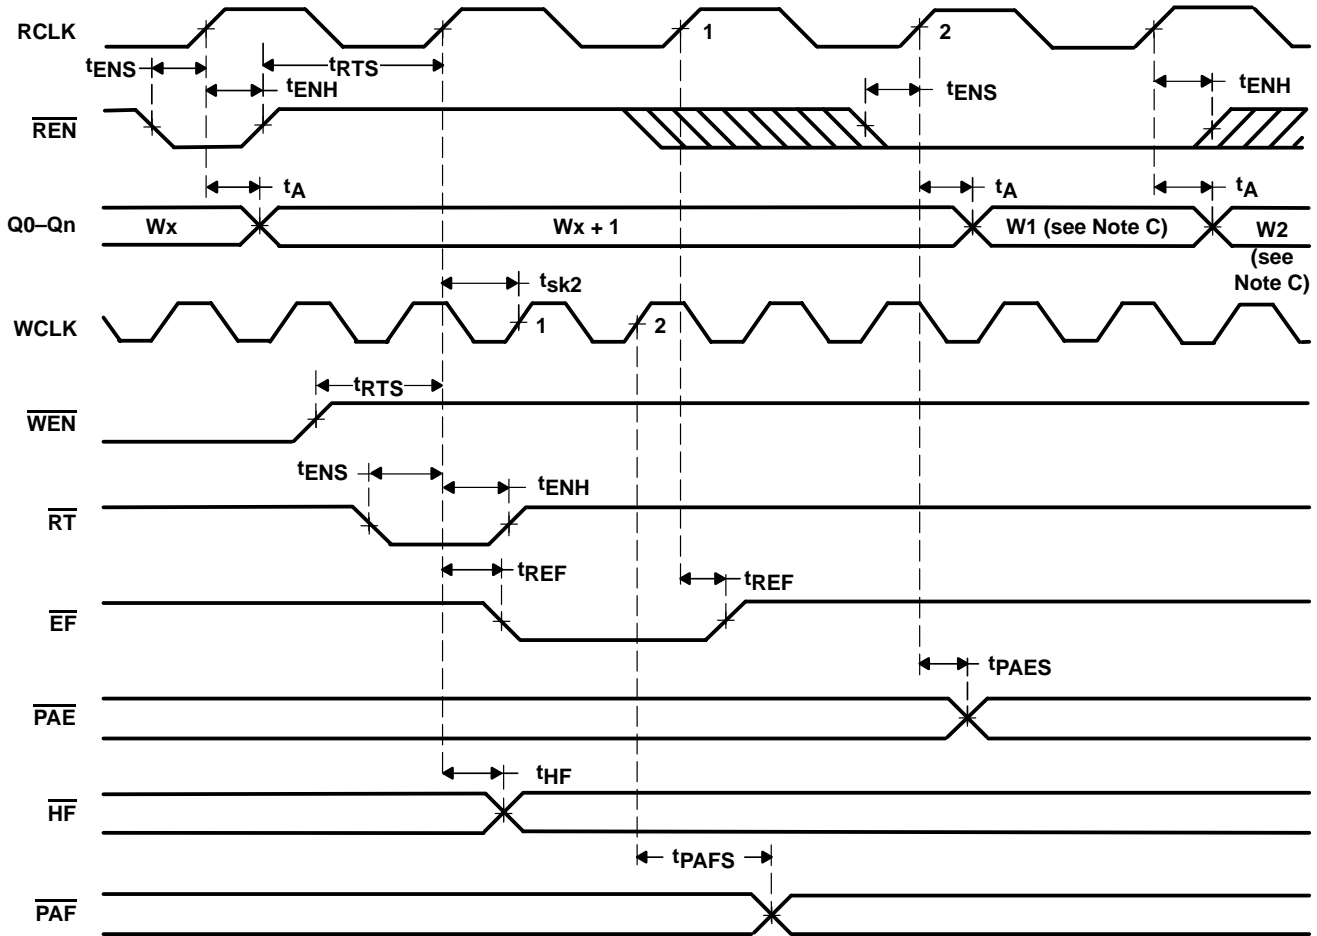 RCLK
1
2
tENS
tRTS
tENH
tENS
tENH
REN
tA
tA
tA
Q0–Qn
Wx
Wx + 1
W1 (see Note C)
W2
(see
Note C)
tsk2
WCLK
1
2
tRTS
WEN
tENS
tENH
RT
tREF
tREF
EF
tPAES
PAE
tHF
HF
tPAFS
PAF